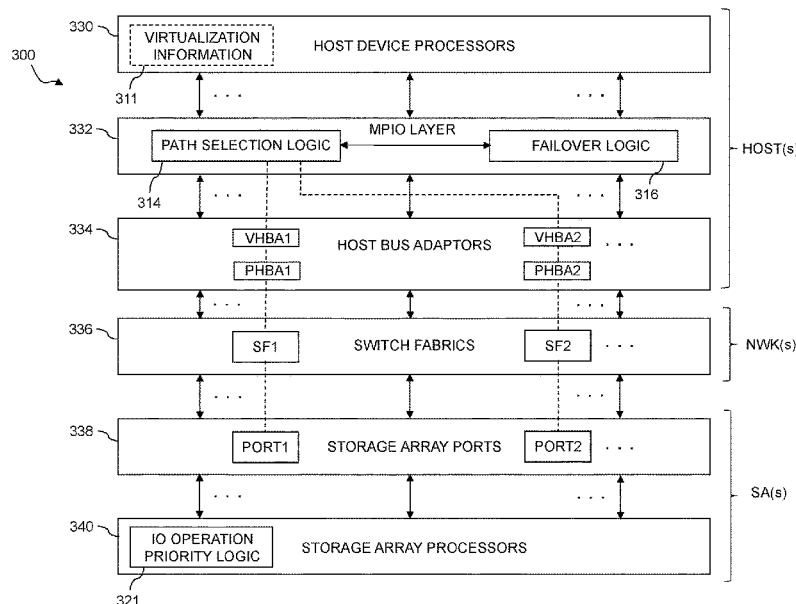 300
330
VIRTUALIZATION
INFORMATION
311
HOST DEVICE PROCESSORS
. . .
. . .
332
MPIO LAYER
PATH SELECTION LOGIC
314
FAILOVER LOGIC
316
HOST(s)
. . .
. . .
334
VHBA1
PHBA1
HOST BUS ADAPTORS
VHBA2
PHBA2
. . .
. . .
. . .
336
SF1
SWITCH FABRICS
SF2
. . .
NWK(s)
. . .
. . .
338
PORT1
STORAGE ARRAY PORTS
PORT2
. . .
SA(s)
. . .
. . .
340
IO OPERATION
PRIORITY LOGIC
321
STORAGE ARRAY PROCESSORS